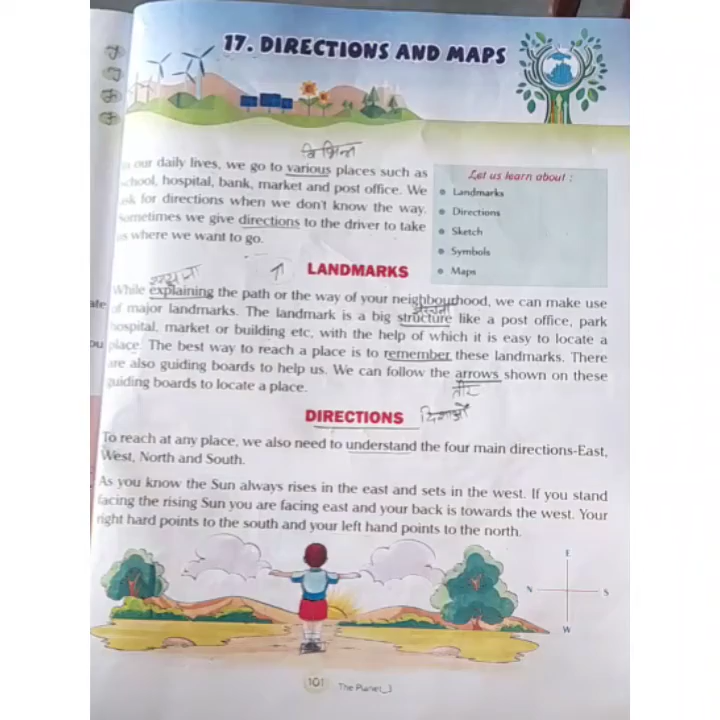 17. DIRECTIONS AND MAPS
विभिन्न
our daily lives, we go to various places such as
school, hospital, bank, market and post office. We
ask for directions when we don't know the way.
Sometimes we give directions to the driver to take
us where we want to go.
Let us learn about :
Landmarks
Directions
Sketch
Symbols
Maps
LANDMARKS
While explaining the path or the way of your neighbourhood, we can make use
of major landmarks. The landmark is a big structure like a post office, park
hospital, market or building etc, with the help of which it is easy to locate a
place. The best way to reach a place is to remember these landmarks. There
are also guiding boards to help us. We can follow the arrows shown on these
guiding boards to locate a place.
तीर
DIRECTIONS
दिशाओं
To reach at any place, we also need to understand the four main directions-East,
West, North and South.
As you know the Sun always rises in the east and sets in the west. If you stand
facing the rising Sun you are facing east and your back is towards the west. Your
right hard points to the south and your left hand points to the north.
E
N
S
W
101
The Planet_3